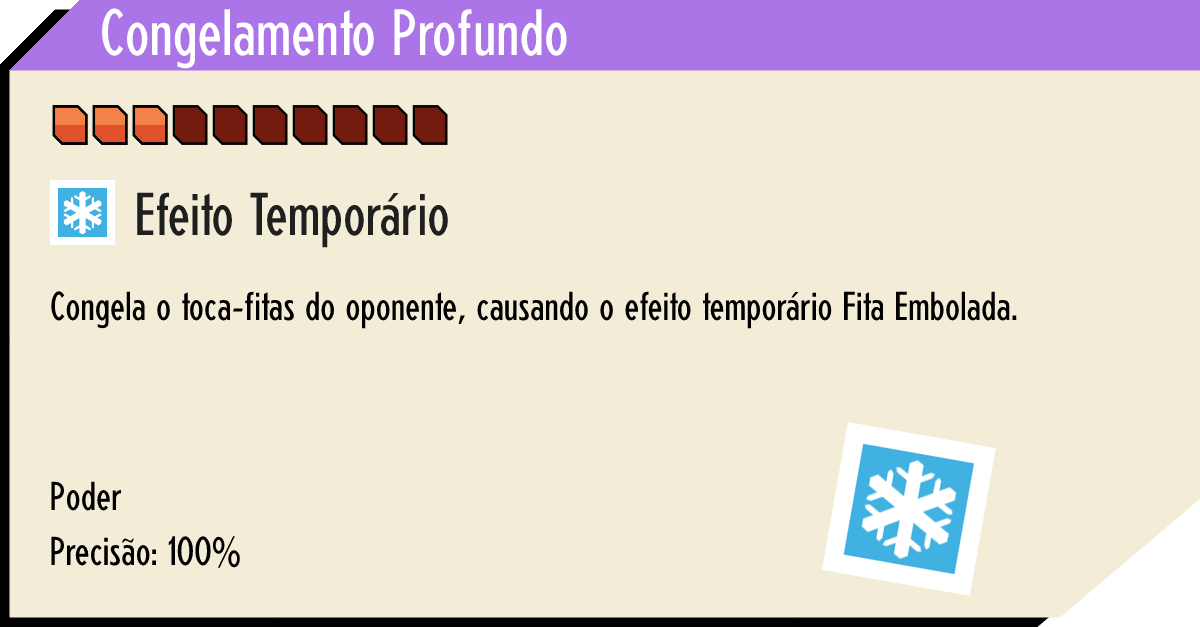 Congelamento Profundo
Efeito Temporário
Congela o toca-fitas do oponente, causando o efeito temporário Fita Embolada.
Poder
Precisão: 100%